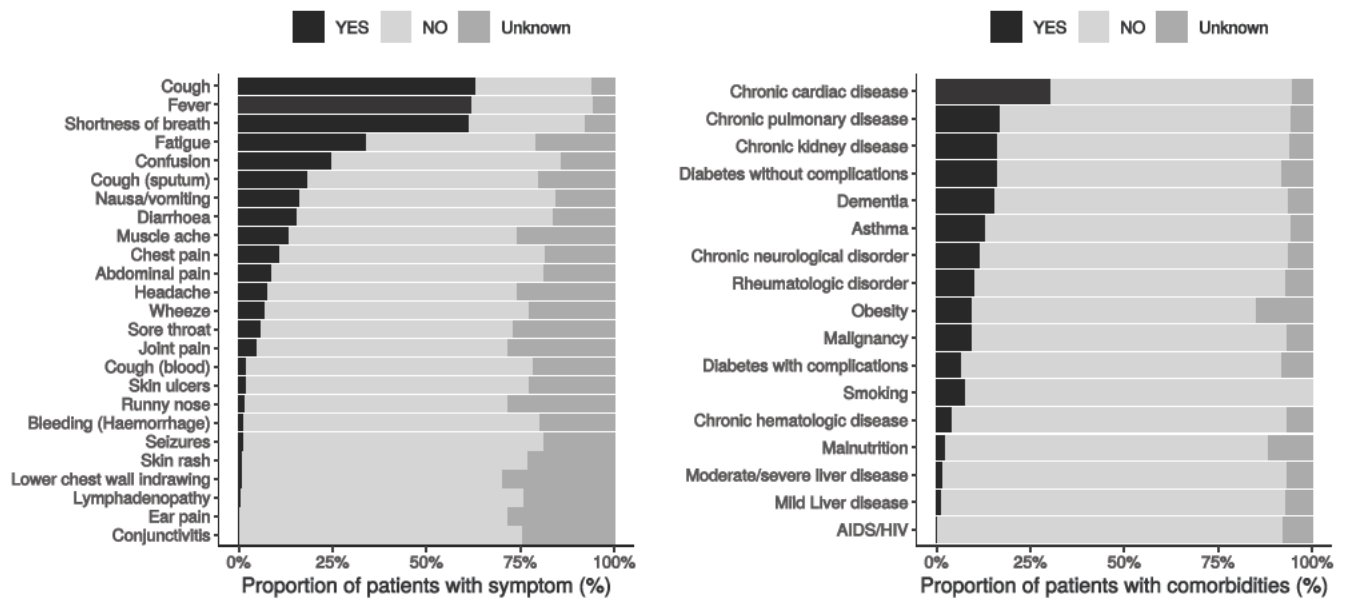 YES NO Unknown
Cough
Fever
Shortness of breath
Fatigue
Confusion
Cough (sputum)
Nausa/vomiting
Diarrhoea
Muscle ache
Chest pain
Abdominal pain
Headache
Wheeze
Sore throat
Joint pain
Cough (blood)
Skin ulcers
Runny nose
Bleeding (Haemorrhage)
Seizures
Skin rash
Lower chest wall indrawing
Lymphadenopathy
Ear pain
Conjunctivitis
0% 25% 50% 75% 100%
Proportion of patients with symptom (%)
YES NO Unknown
Chronic cardiac disease
Chronic pulmonary disease
Chronic kidney disease
Diabetes without complications
Dementia
Asthma
Chronic neurological disorder
Rheumatologic disorder
Obesity
Malignancy
Diabetes with complications
Smoking
Chronic hematologic disease
Malnutrition
Moderate/severe liver disease
Mild Liver disease
AIDS/HIV
0% 25% 50% 75% 100%
Proportion of patients with comorbidities (%)